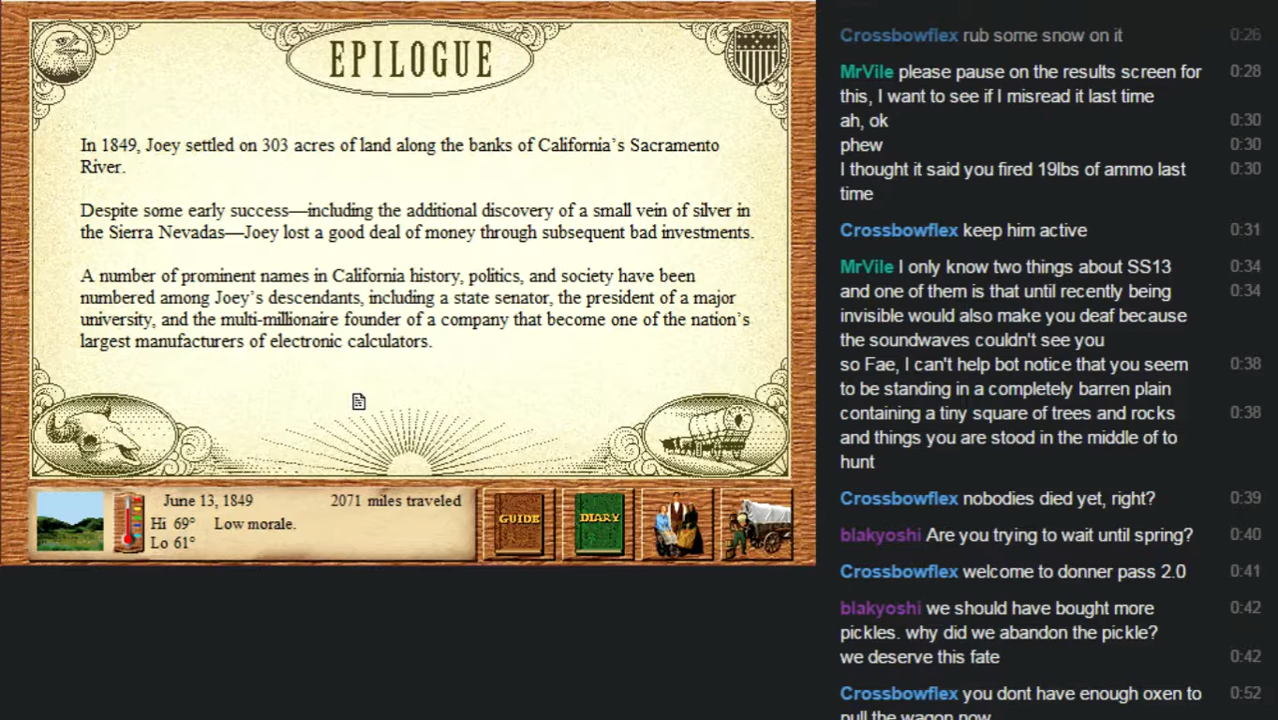 EPILOGUE
In 1849, Joey settled on 303 acres of land along the banks of California's Sacramento
River.
Despite some early success—including the additional discovery of a small vein of silver in
the Sierra Nevadas—Joey lost a good deal of money through subsequent bad investments.
A number of prominent names in California history, politics, and society have been
numbered among Joey's descendants, including a state senator, the president of a major
university, and the multi-millionaire founder of a company that become one of the nation's
largest manufacturers of electronic calculators.
June 13, 1849 2071 miles traveled
Hi 69° Low morale.
Lo 61°
GUIDE
DIARY
Crossbowflex rub some snow on it 0:26
MrVile please pause on the results screen for 0:28
this, I want to see if I misread it last time
ah, ok 0:30
phew 0:30
I thought it said you fired 19lbs of ammo last 0:30
time
Crossbowflex keep him active 0:31
MrVile I only know two things about SS13 0:34
and one of them is that until recently being 0:34
invisible would also make you deaf because
the soundwaves couldn't see you
so Fae, I can't help bot notice that you seem 0:38
to be standing in a completely barren plain
containing a tiny square of trees and rocks 0:38
and things you are stood in the middle of to
hunt
Crossbowflex nobodies died yet, right? 0:39
blakyoshi Are you trying to wait until spring? 0:40
Crossbowflex welcome to donner pass 2.0 0:41
blakyoshi we should have bought more 0:42
pickles. why did we abandon the pickle?
we deserve this fate 0:42
Crossbowflex you dont have enough oxen to 0:52
pull the wagon now